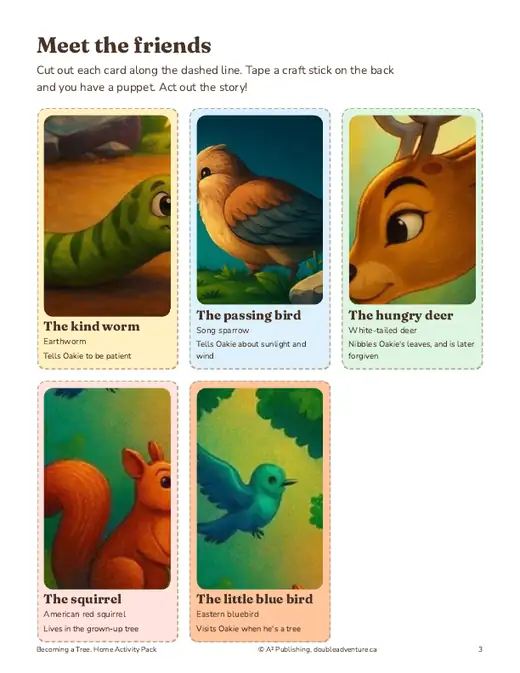 Meet the friends
Cut out each card along the dashed line. Tape a craft stick on the back
and you have a puppet. Act out the story!
The kind worm
Earthworm
Tells Oakie to be patient
The passing bird
Song sparrow
Tells Oakie about sunlight and
wind
The hungry deer
White-tailed deer
Nibbles Oakie's leaves, and is later
forgiven
The squirrel
American red squirrel
Lives in the grown-up tree
The little blue bird
Eastern bluebird
Visits Oakie when he's a tree
Becoming a Tree. Home Activity Pack
© A² Publishing, doubleadventure.ca
3